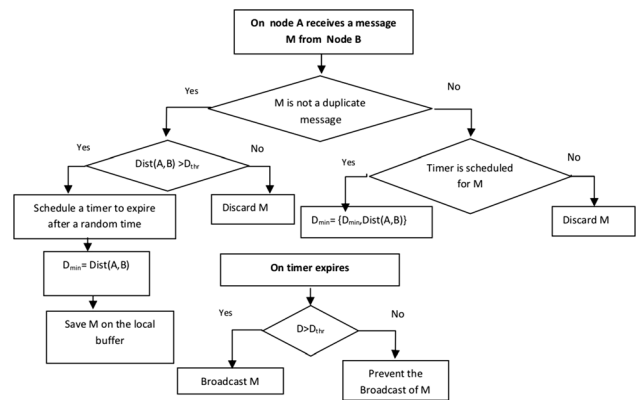 On node A receives a message
M from Node B
Yes
No
M is not a duplicate
message
Yes
No
Dist(A,B) >Dthr
Yes
No
Timer is scheduled
for M
Schedule a timer to expire
after a random time
Discard M
Dmin= {Dmin,Dist(A,B)}
Discard M
Dmin= Dist(A,B)
On timer expires
Save M on the local
buffer
Yes
No
D>Dthr
Broadcast M
Prevent the
Broadcast of M